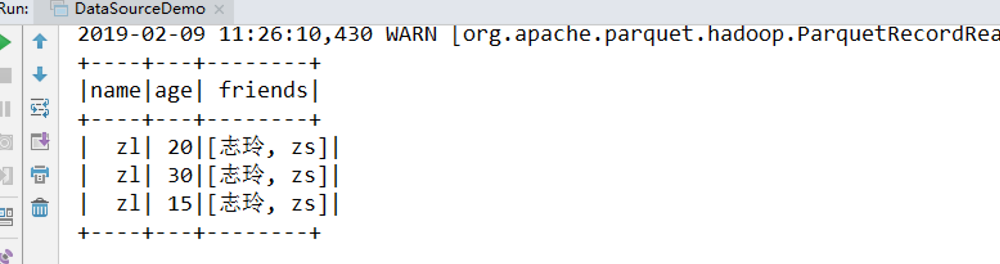 Run: DataSourceDemo
2019-02-09 11:26:10,430 WARN [org.apache.parquet.hadoop.ParquetRecordRea
+----+---+--------+
|name|age| friends|
+----+---+--------+
|  zl| 20|[志玲, zs]|
|  zl| 30|[志玲, zs]|
|  zl| 15|[志玲, zs]|
+----+---+--------+